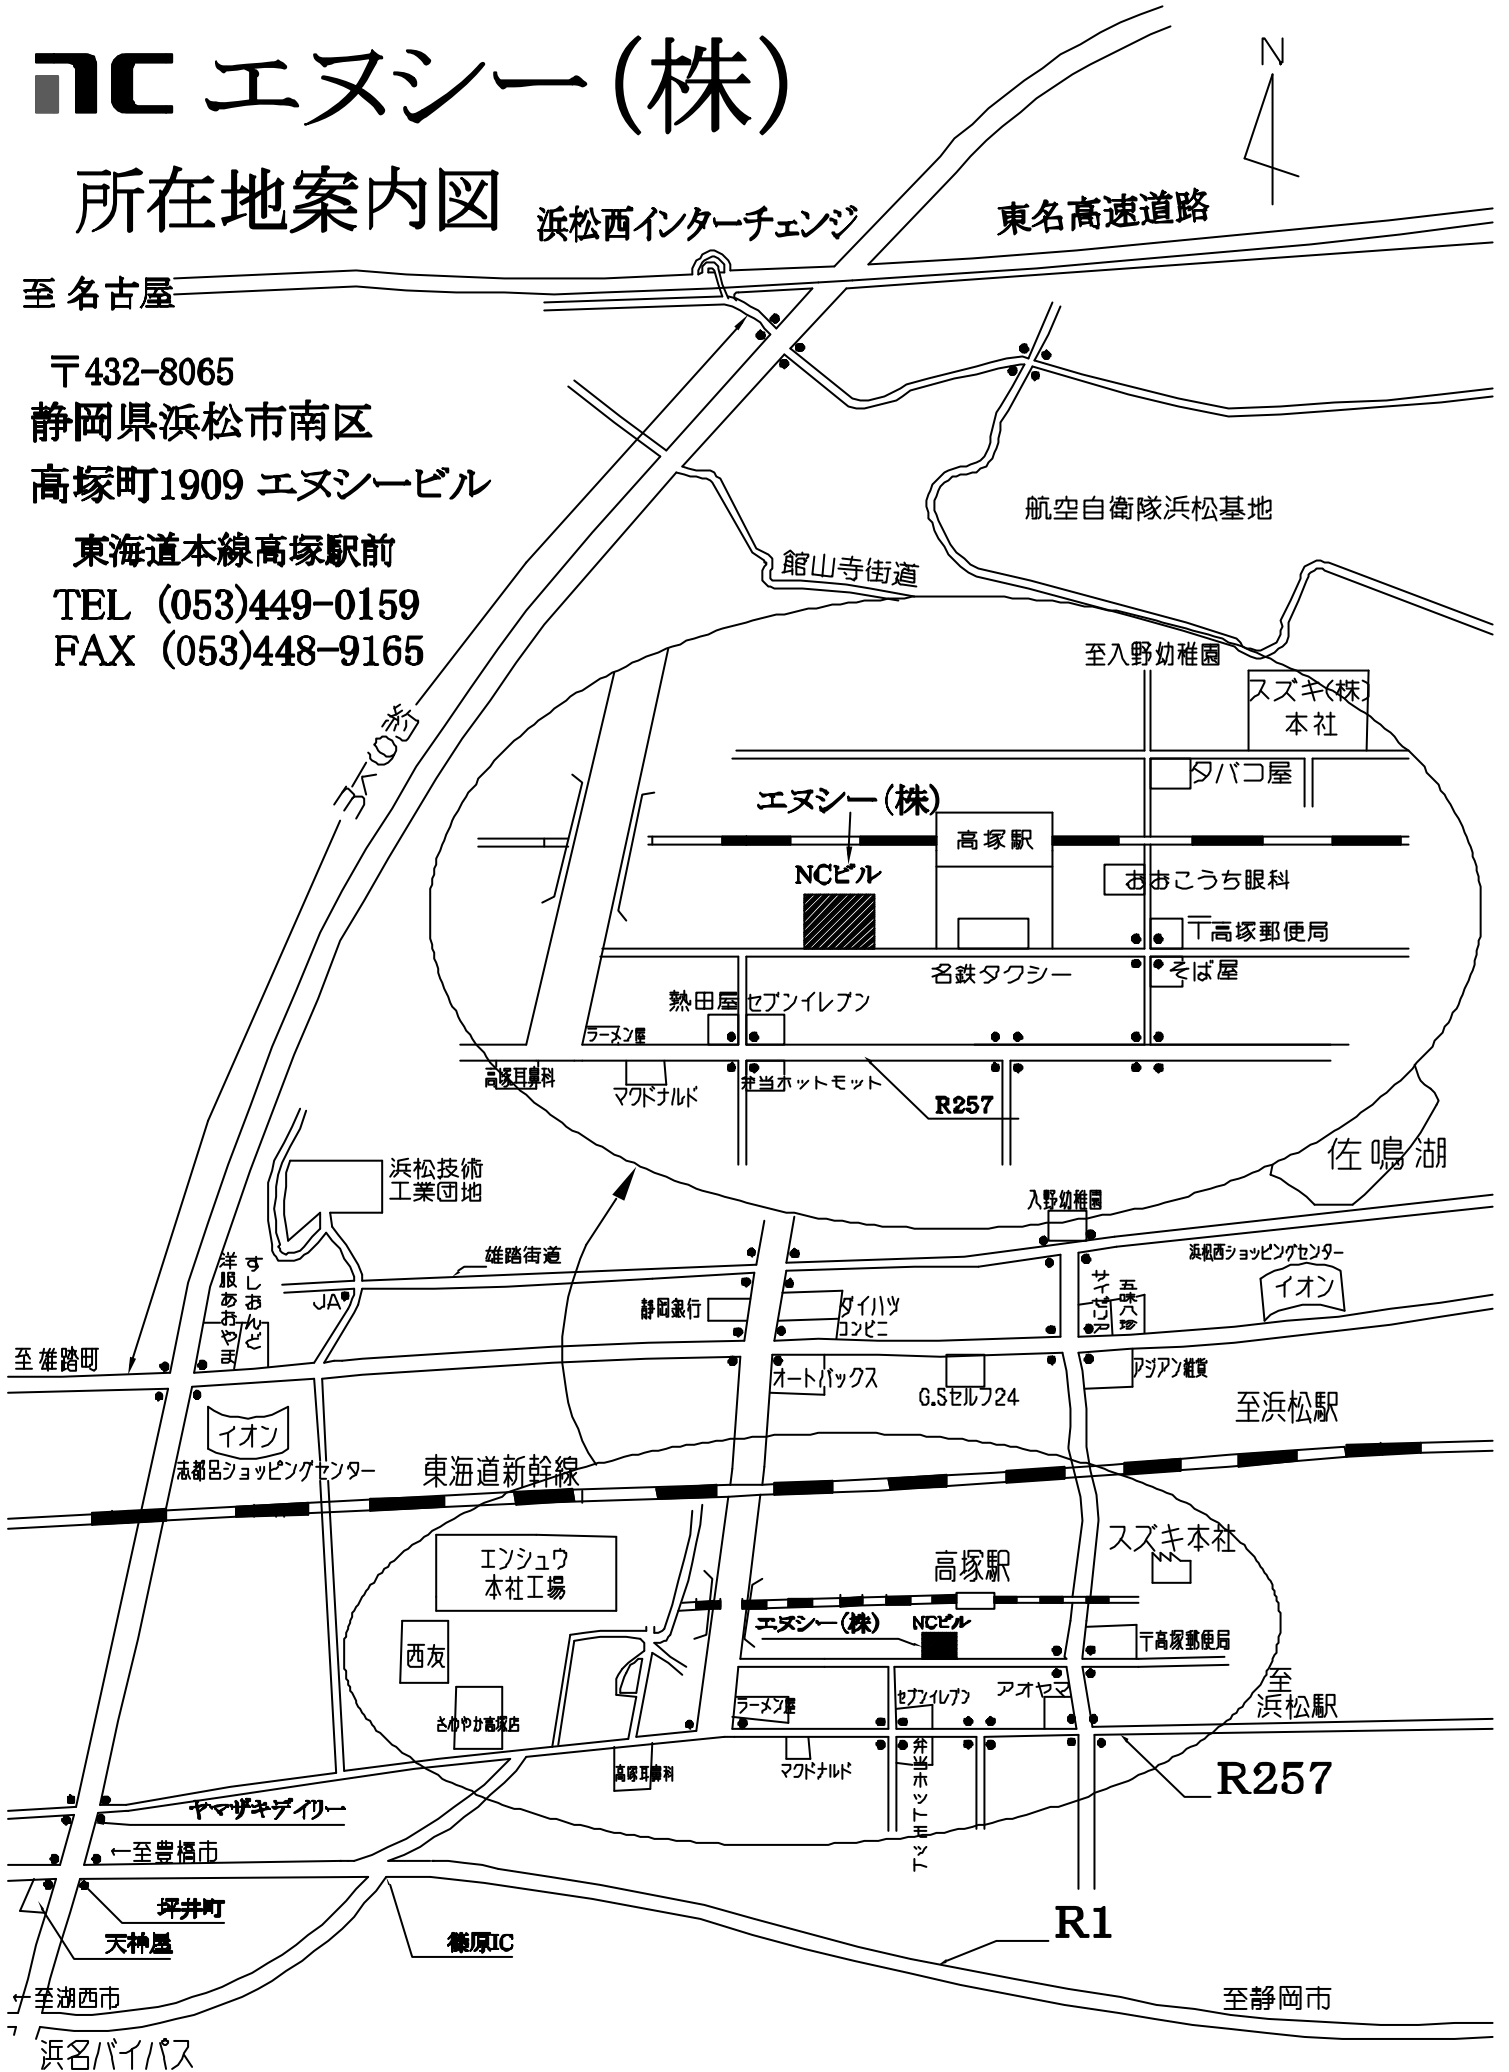 nc エヌシー(株)
所在地案内図
N
浜松西インターチェンジ
東名高速道路
至 名古屋
〒432-8065
静岡県浜松市南区
高塚町1909 エヌシービル
東海道本線高塚駅前
TEL (053)449-0159
FAX (053)448-9165
航空自衛隊浜松基地
館山寺街道
至入野幼稚園
スズキ(株)
本社
タバコ屋
エヌシー(株)
高塚駅
NCビル
おおこうち眼科
〒高塚郵便局
名鉄タクシー
そば屋
熱田屋
セブンイレブン
ラーメン屋
高塚耳鼻科
マクドナルド
弁当ホットモット
R257
佐鳴湖
浜松技術
工業団地
入野幼稚園
雄踏街道
浜松西ショッピングセンター
イオン
洋服あおやま
すしおんど
JA
静岡銀行
ダイハツ
コンビニ
サイゼリア
五味八珍
至 雄踏町
オートバックス
G.Sセルフ24
アジアン雑貨
至浜松駅
イオン
志都呂ショッピングセンター
東海道新幹線
エンシュウ
本社工場
高塚駅
スズキ本社
エヌシー(株)
NCビル
〒高塚郵便局
西友
さわやか高塚店
ラーメン屋
セブンイレブン
アオヤマ
至
浜松駅
高塚耳鼻科
マクドナルド
弁当ホットモット
R257
ヤマザキデイリー
←至豊橋市
坪井町
天神屋
篠原IC
R1
←至湖西市
至静岡市
浜名バイパス